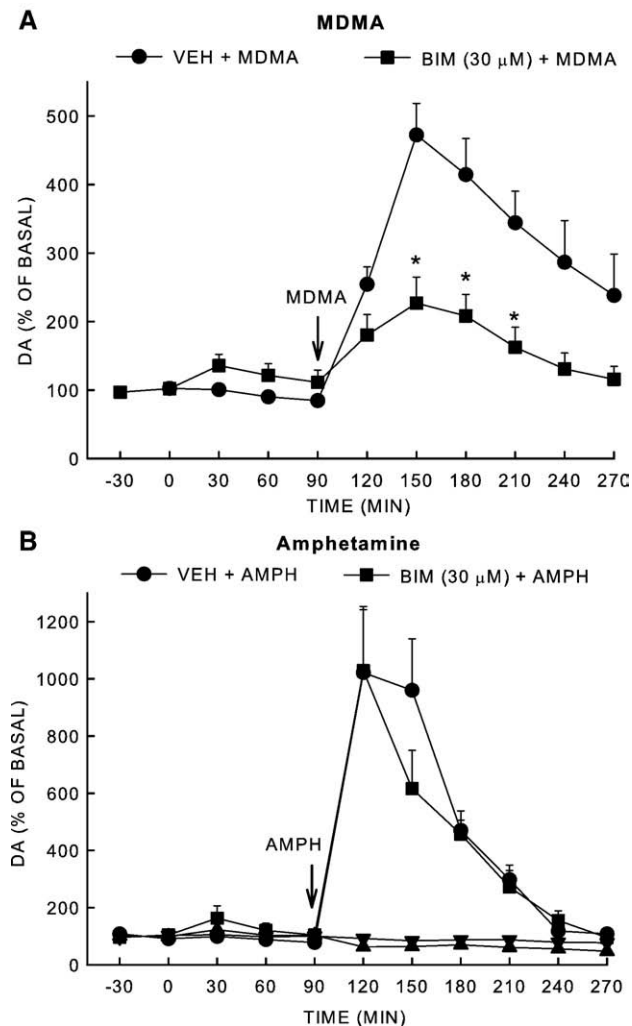 A
MDMA
VEH + MDMA
BIM (30 μM) + MDMA
500
400
300
200
100
0
DA (% OF BASAL)
MDMA
*
*
*
-30 0 30 60 90 120 150 180 210 240 270
TIME (MIN)
B
Amphetamine
VEH + AMPH
BIM (30 μM) + AMPH
1200
1000
800
600
400
200
0
DA (% OF BASAL)
AMPH
-30 0 30 60 90 120 150 180 210 240 270
TIME (MIN)